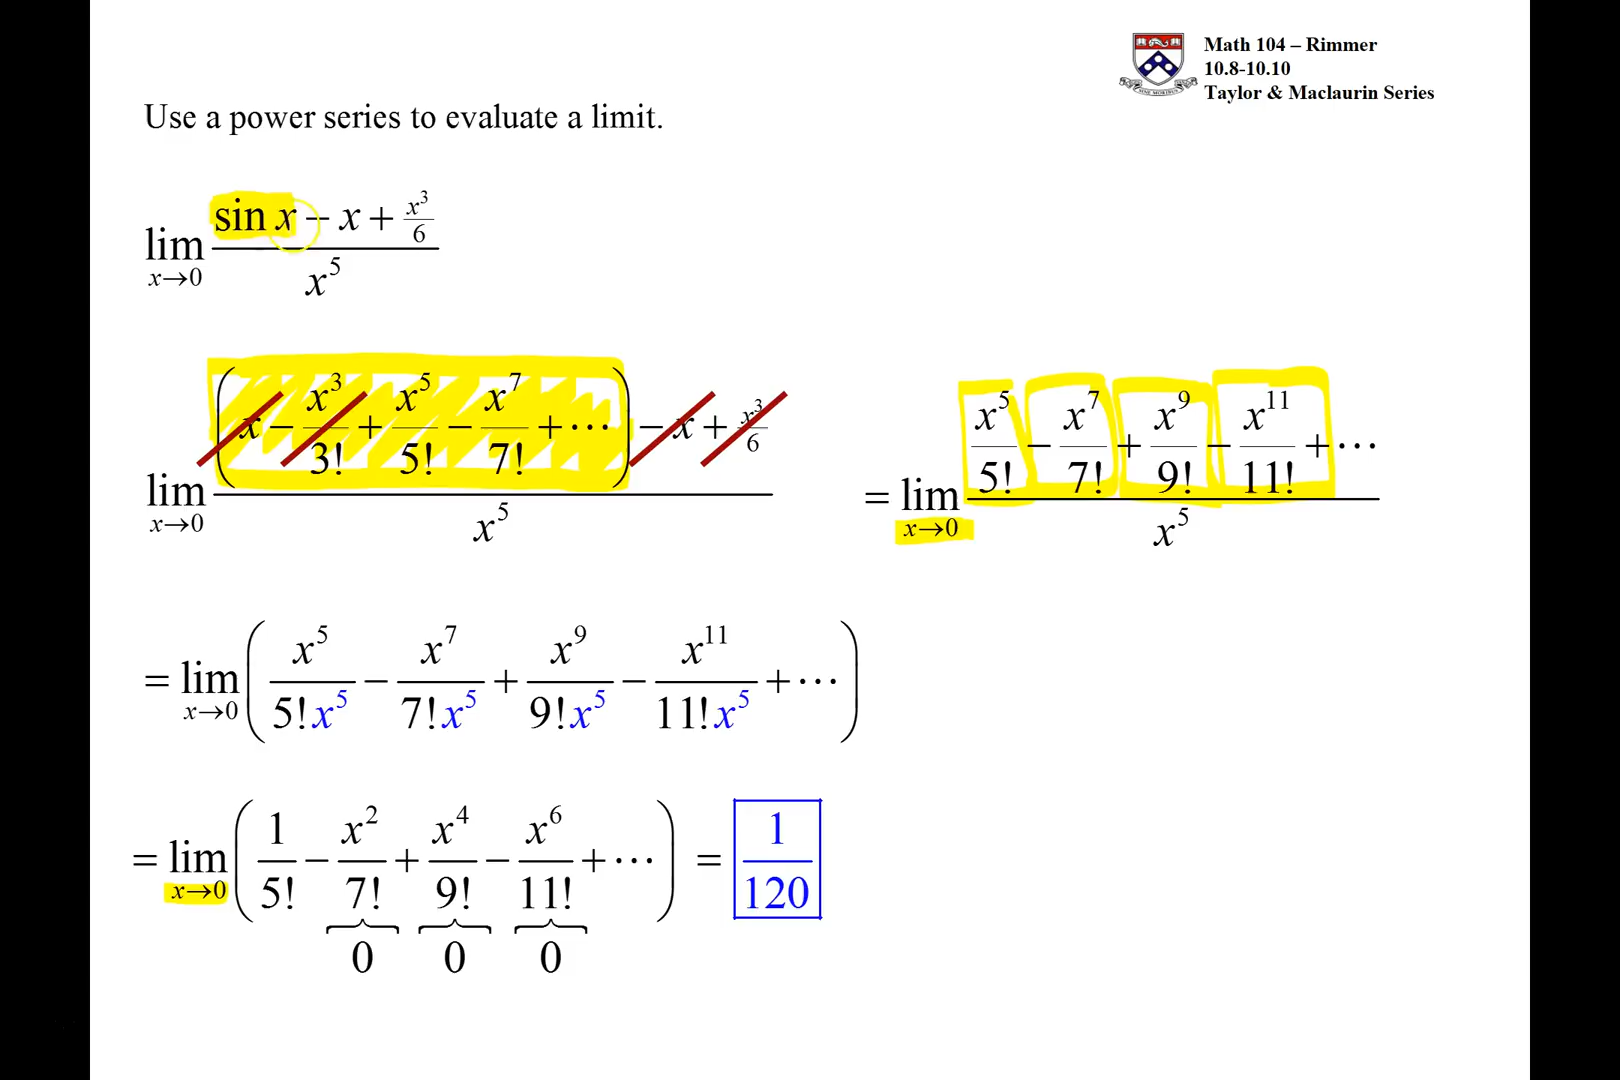 Math 104 – Rimmer
10.8-10.10
Taylor & Maclaurin Series
Use a power series to evaluate a limit.
lim x→0 (sin x − x + x³/6) / x⁵
lim x→0 ((x − x³/3! + x⁵/5! − x⁷/7! + ⋯) − x + x³/6) / x⁵
= lim x→0 (x⁵/5! − x⁷/7! + x⁹/9! − x¹¹/11! + ⋯) / x⁵
= lim x→0 (x⁵/5!x⁵ − x⁷/7!x⁵ + x⁹/9!x⁵ − x¹¹/11!x⁵ + ⋯)
= lim x→0 (1/5! − x²/7! + x⁴/9! − x⁶/11! + ⋯) = 1/120
0 0 0